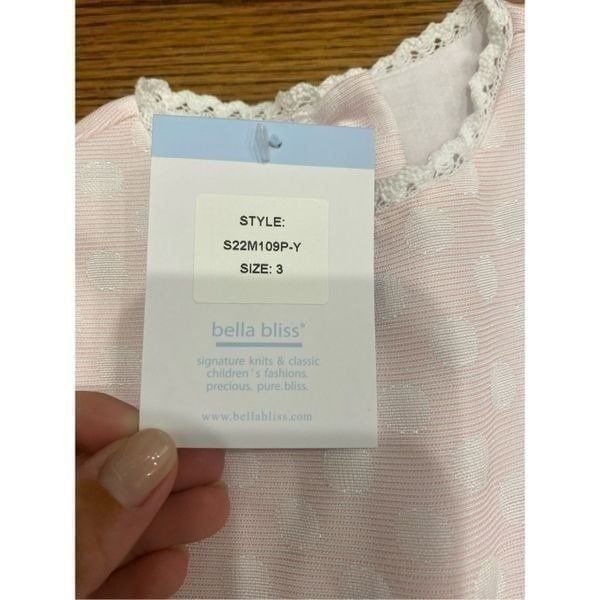 STYLE:
S22M109P-Y
SIZE: 3
bella bliss®
signature knits & classic
children's fashions.
precious. pure.bliss.
www.bellabliss.com